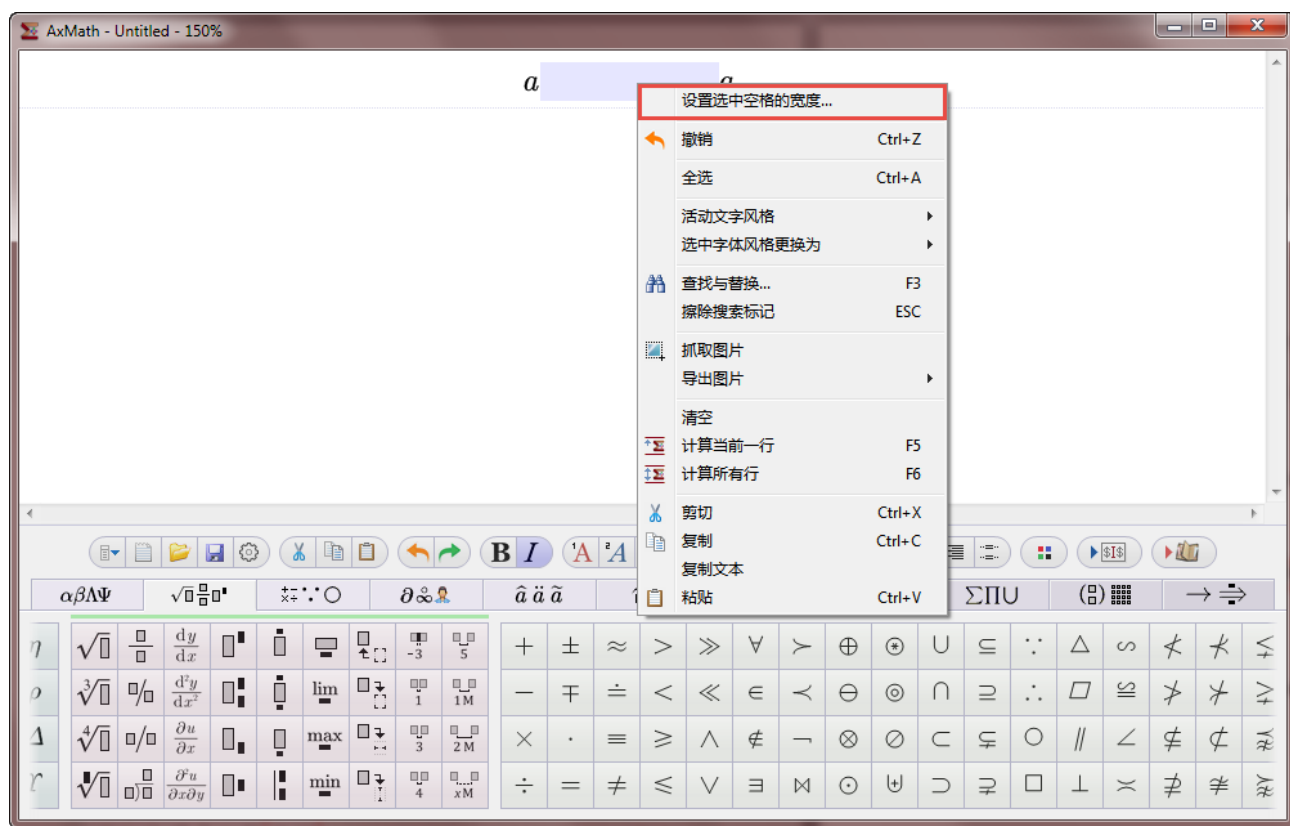 AxMath - Untitled - 150%
a a
设置选中空格的宽度...
撤销 Ctrl+Z
全选 Ctrl+A
活动文字风格
选中字体风格更换为
查找与替换... F3
擦除搜索标记 ESC
抓取图片
导出图片
清空
计算当前一行 F5
计算所有行 F6
剪切 Ctrl+X
复制 Ctrl+C
复制文本
粘贴 Ctrl+V
B I ¹A ²A $I$
αβΛΨ √▯ ∂∞ â ä ã ΣΠU (▯) → ÷
η √▯ dy/dx -3 5 + ± ≈ > ≫ ∀ ≻ ⊕ ⊛ ∪ ⊆ ∵ △ ∽ ≮ ⊀ ≨
ρ ∛▯ ▯/▯ d²y/dx² lim 1 1M − ∓ ≐ < ≪ ∈ ≺ ⊖ ⊚ ∩ ⊇ ∴ ▱ ≌ ≯ ⊁ ≩
Δ ∜▯ ▯/▯ ∂u/∂x max 3 2M × · ≡ ≥ ∧ ∉ ¬ ⊗ ⊘ ⊂ ⊊ ○ ∥ ∠ ⊈ ⊄
Υ √▯ ▯)▯ ∂²u/∂x∂y min 4 xM ÷ = ≠ ≤ ∨ ∃ ⋈ ⊙ ⊎ ⊃ ⊋ □ ⊥ ≍ ⊉ ≇